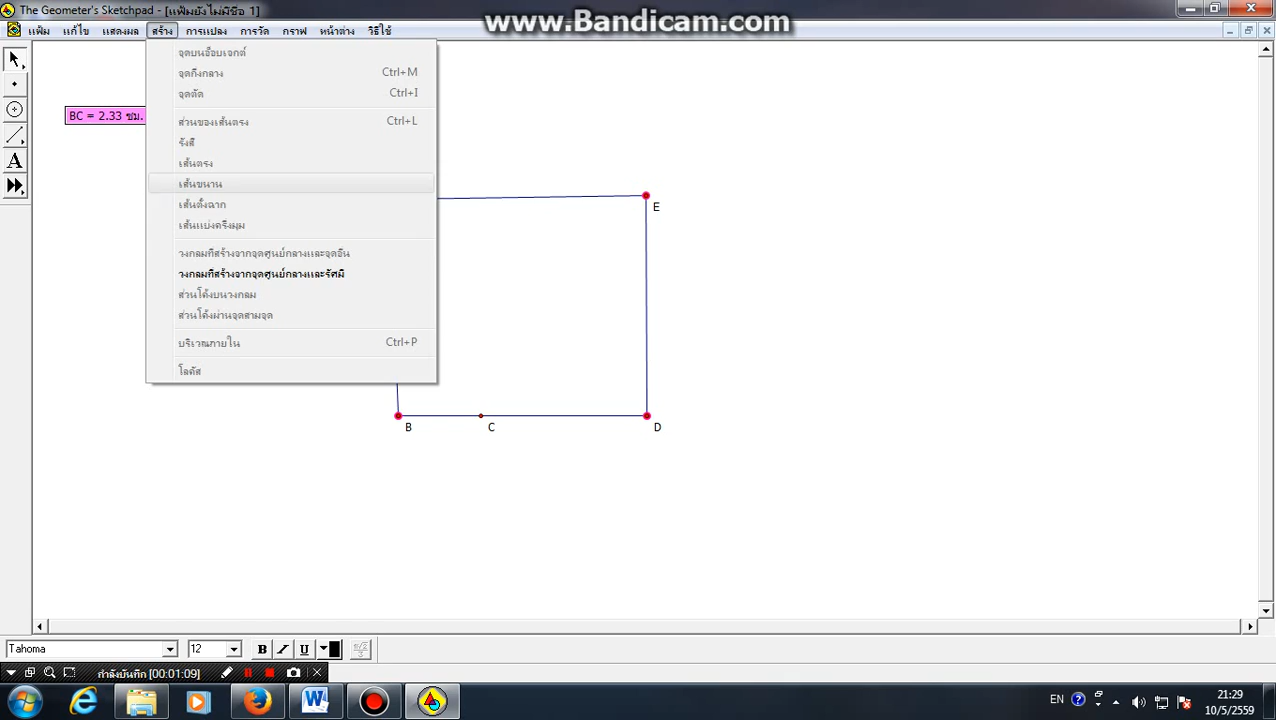 The Geometer's Sketchpad - [แฟ้มยังไม่มีชื่อ 1]
www.Bandicam.com
แฟ้ม แก้ไข แสดงผล สร้าง การแปลง การวัด กราฟ หน้าต่าง วิธีใช้
จุดบนอ็อบเจกต์
จุดกึ่งกลาง Ctrl+M
จุดตัด Ctrl+I
BC = 2.33 ซม.
ส่วนของเส้นตรง Ctrl+L
รังสี
เส้นตรง
เส้นขนาน
เส้นตั้งฉาก
เส้นแบ่งครึ่งมุม
วงกลมที่สร้างจากจุดศูนย์กลางและจุดอื่น
วงกลมที่สร้างจากจุดศูนย์กลางและรัศมี
ส่วนโค้งบนวงกลม
ส่วนโค้งผ่านจุดสามจุด
บริเวณภายใน Ctrl+P
โลคัส
E
B C D
A
Tahoma 12 B I U
กำลังบันทึก [00:01:09]
EN 21:29
10/5/2559